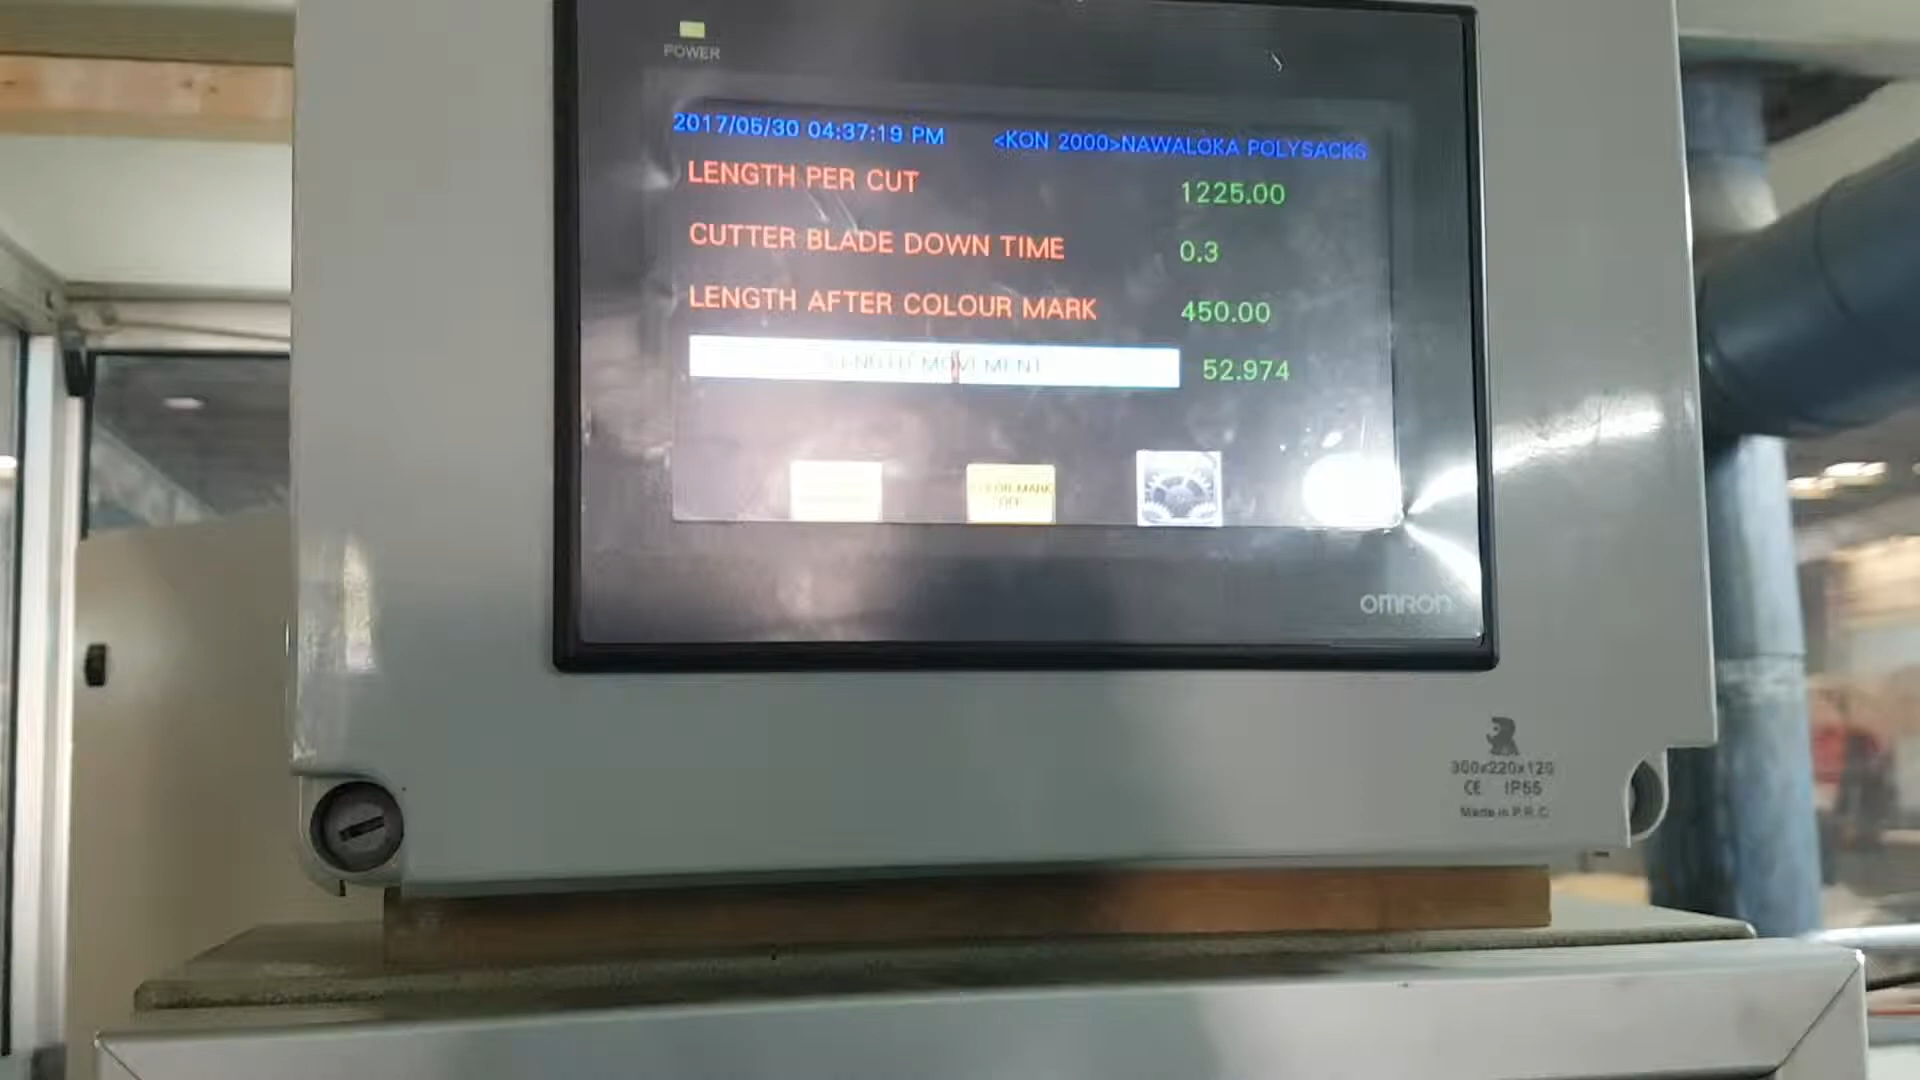 POWER
2017/05/30 04:37:19 PM <KON 2000>NAWALOKA POLYSACKS
LENGTH PER CUT 1225.00
CUTTER BLADE DOWN TIME 0.3
LENGTH AFTER COLOUR MARK 450.00
LENGTH MOVEMENT 52.974
COLOR MARK
OMRON
300x220x120
CE IP55
Made in P.R.C